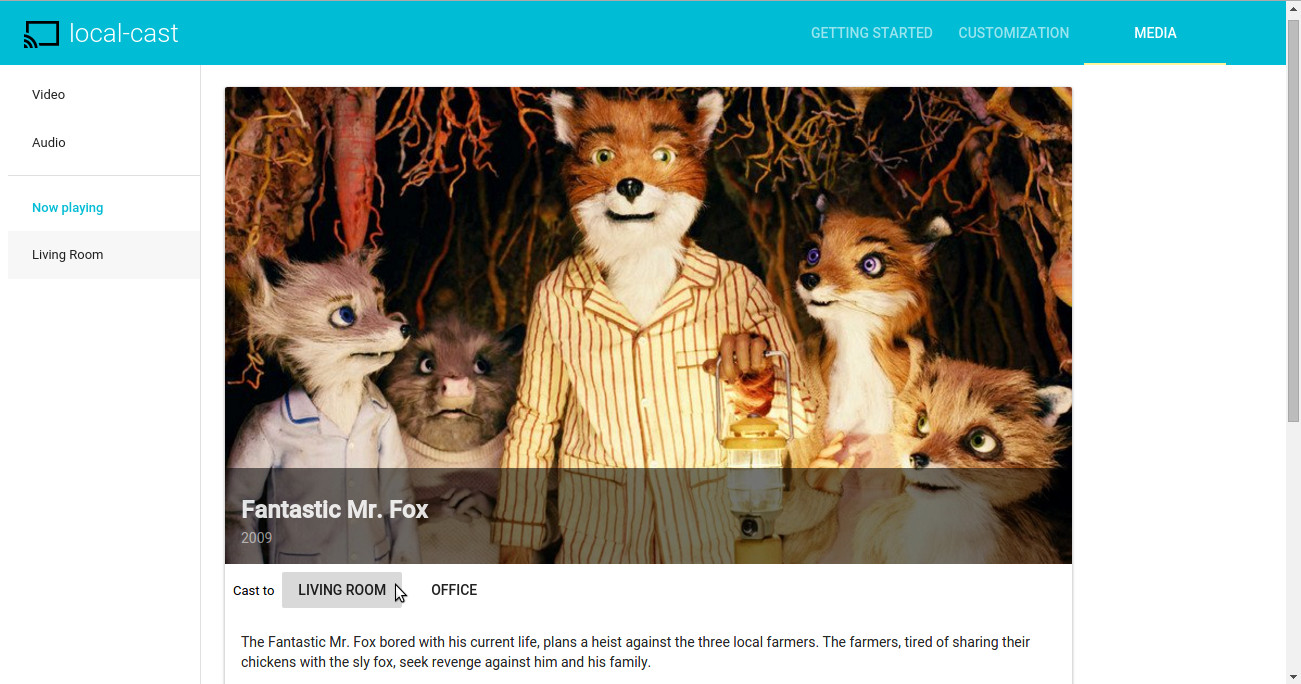 local-cast
GETTING STARTED
CUSTOMIZATION
MEDIA
Video
Audio
Now playing
Living Room
Fantastic Mr. Fox
2009
Cast to
LIVING ROOM
OFFICE
The Fantastic Mr. Fox bored with his current life, plans a heist against the three local farmers. The farmers, tired of sharing their
chickens with the sly fox, seek revenge against him and his family.